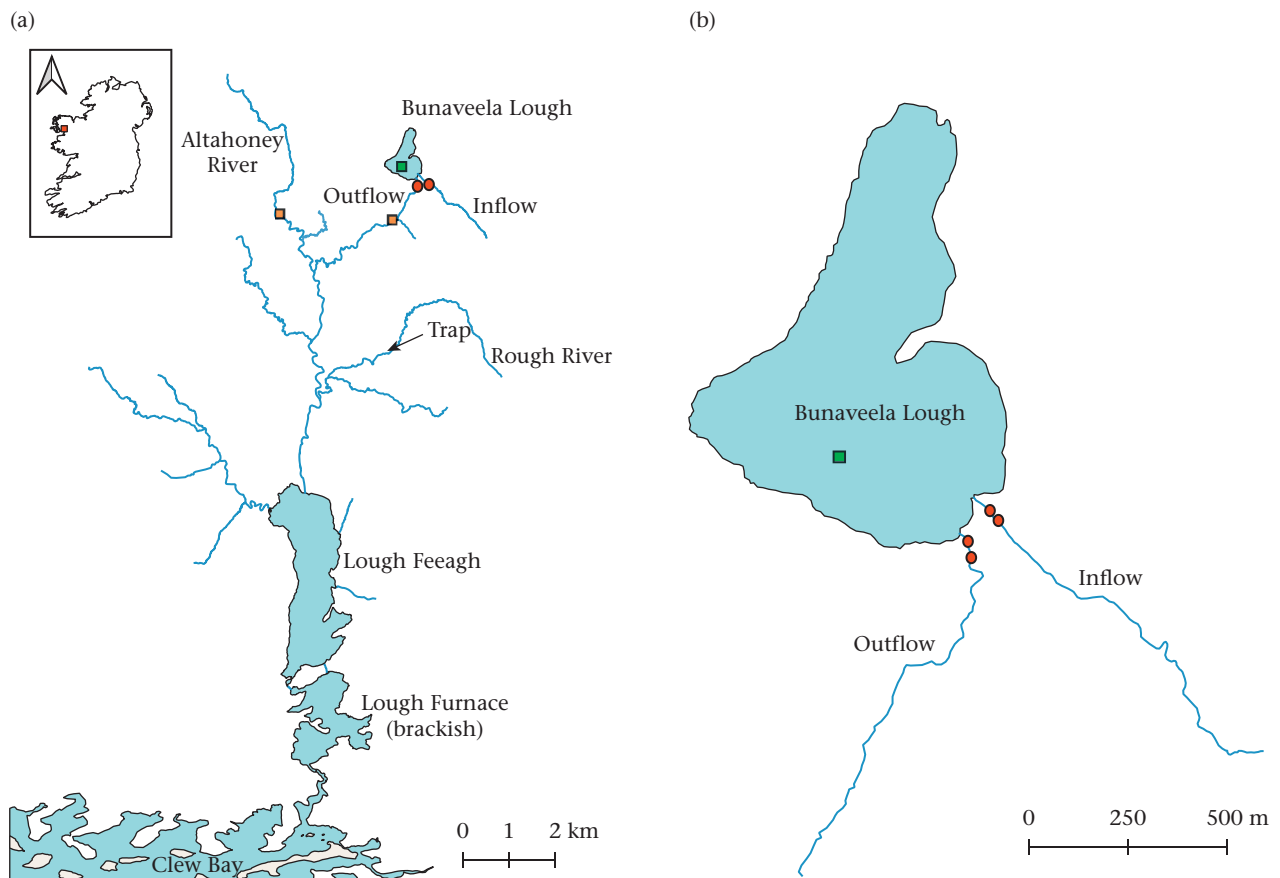 (a)
Bunaveela Lough
Altahoney
River
Outflow
Inflow
Trap
Rough River
Lough Feeagh
Lough Furnace
(brackish)
0 1 2 km
Clew Bay
(b)
Bunaveela Lough
Inflow
Outflow
0 250 500 m